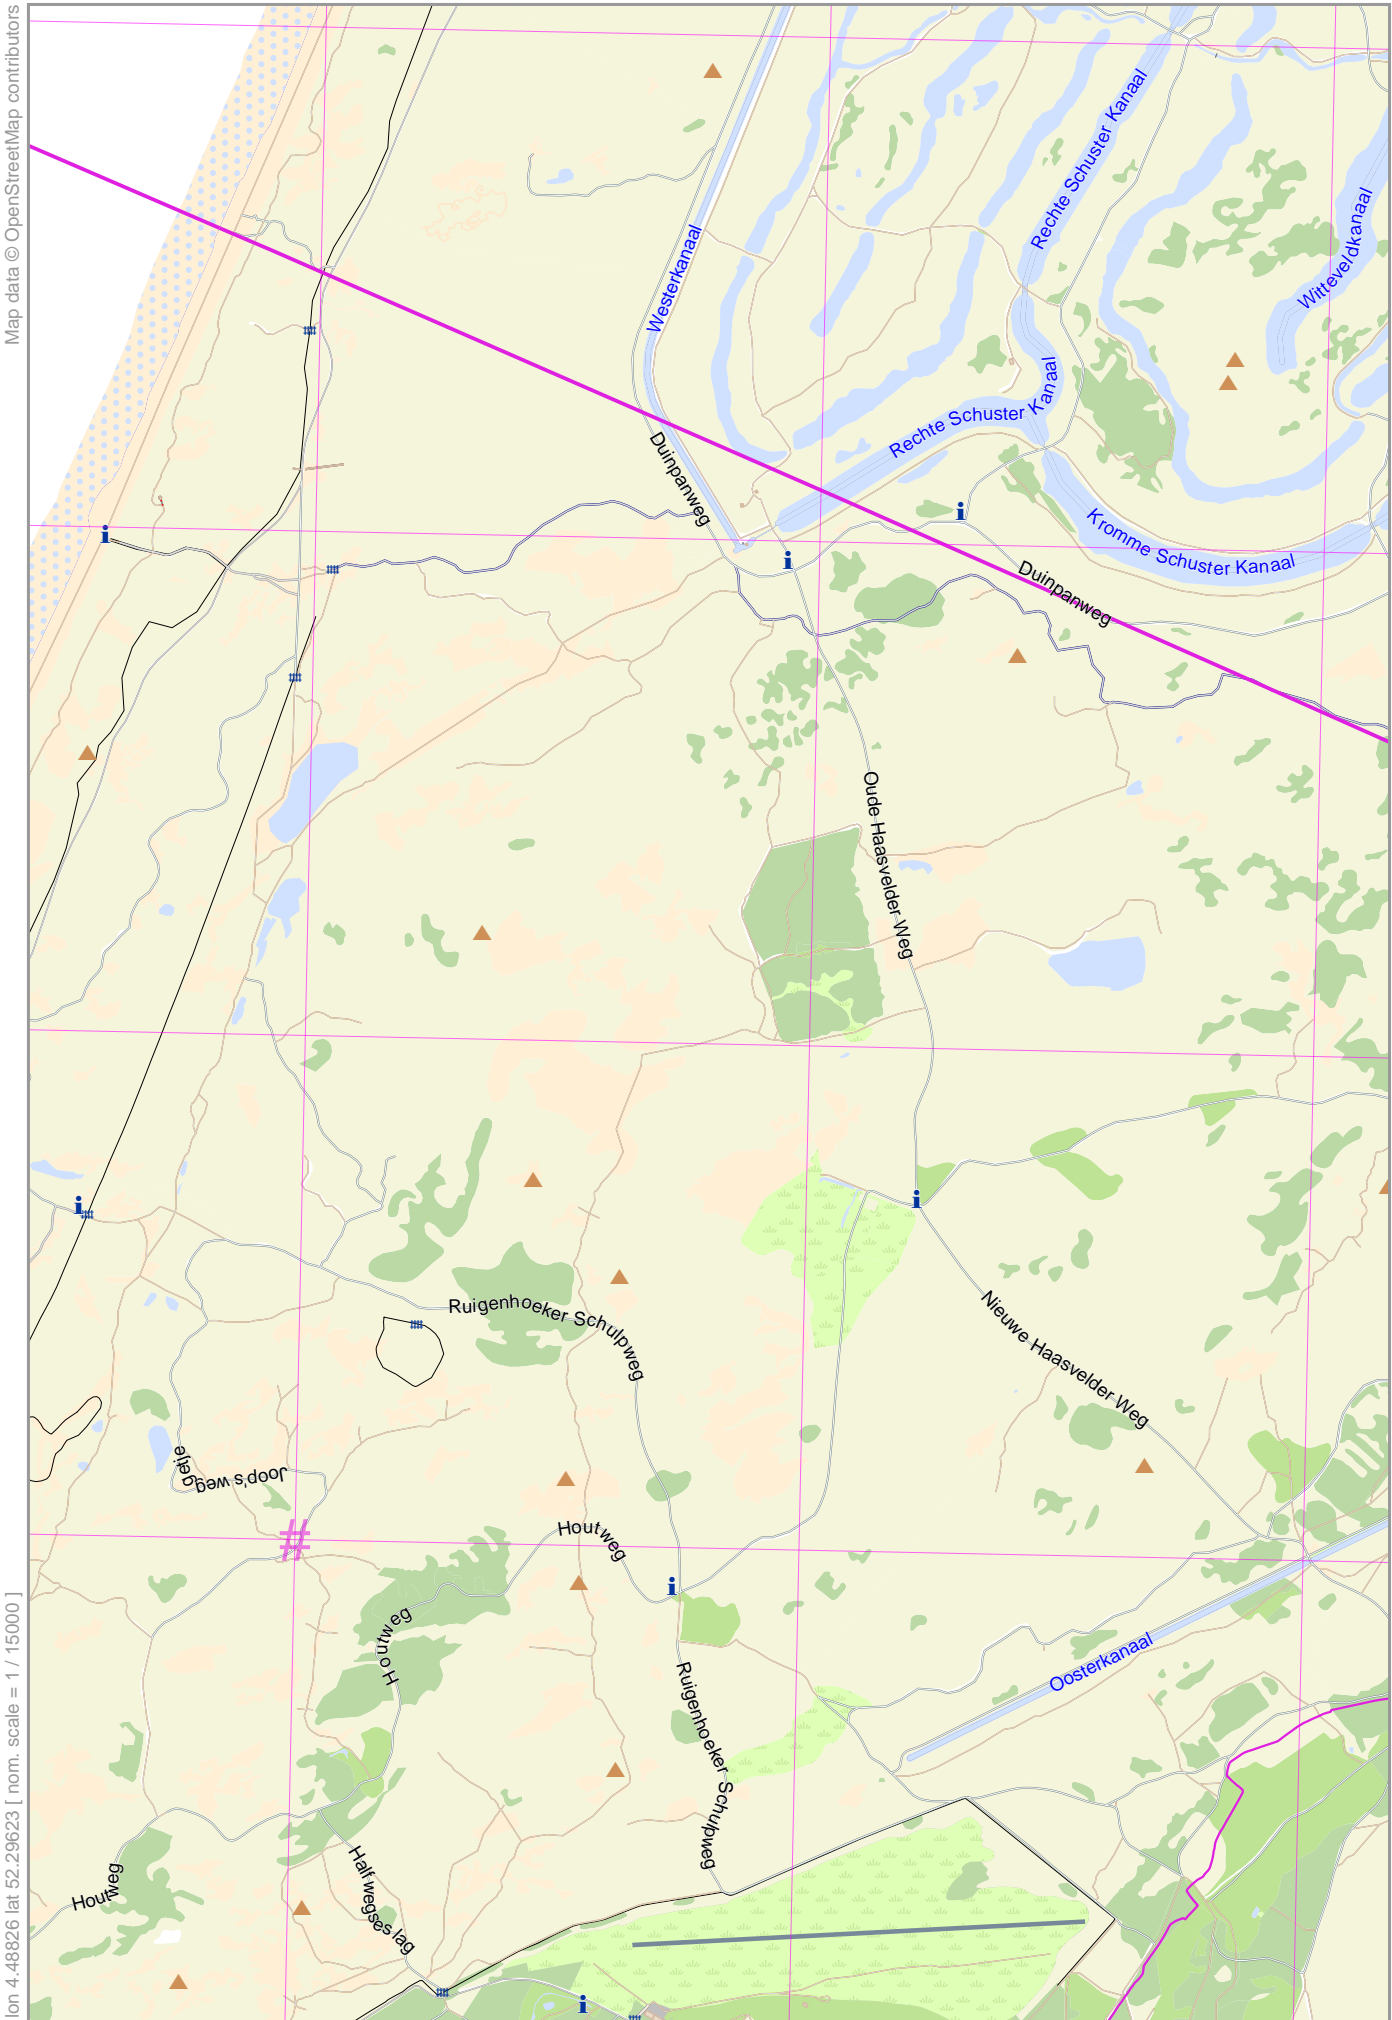 Map data © OpenStreetMap contributors
Rechte Schuster Kanaal
Witteveldkanaal
Westerkanaal
Rechte Schuster Kanaal
Duinpanweg
Kromme Schuster Kanaal
Duinpanweg
Oude Haasvelder Weg
Ruigenhoeker Schulpweg
Nieuwe Haasvelder Weg
Joop's weg
getje
Houtweg
Houtweg
Oosterkanaal
Ruigenhoeker Schulpweg
Houtweg
Halfwegseslag
lon 4.48826 lat 52.29623 [ nom. scale = 1 / 15000 ]